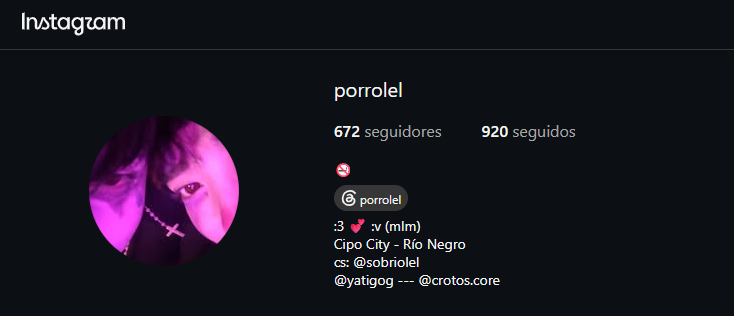 Instagram
porrolel
672 seguidores 920 seguidos
🚭
porrolel
:3 💕 :v (mlm)
Cipo City - Río Negro
cs: @sobriolel
@yatigog --- @crotos.core